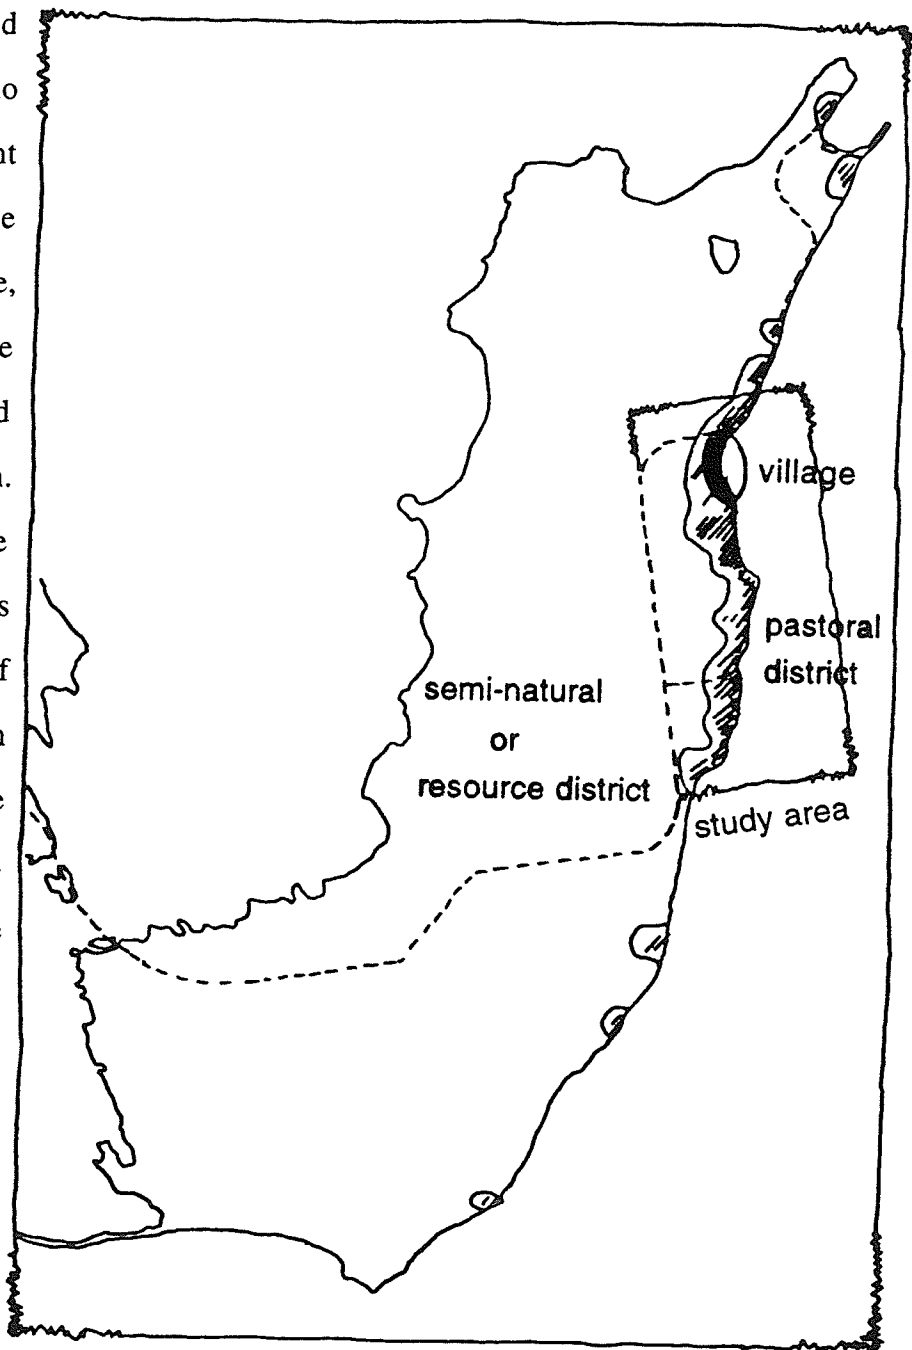 village
pastoral
district
semi-natural
or
resource district
study area